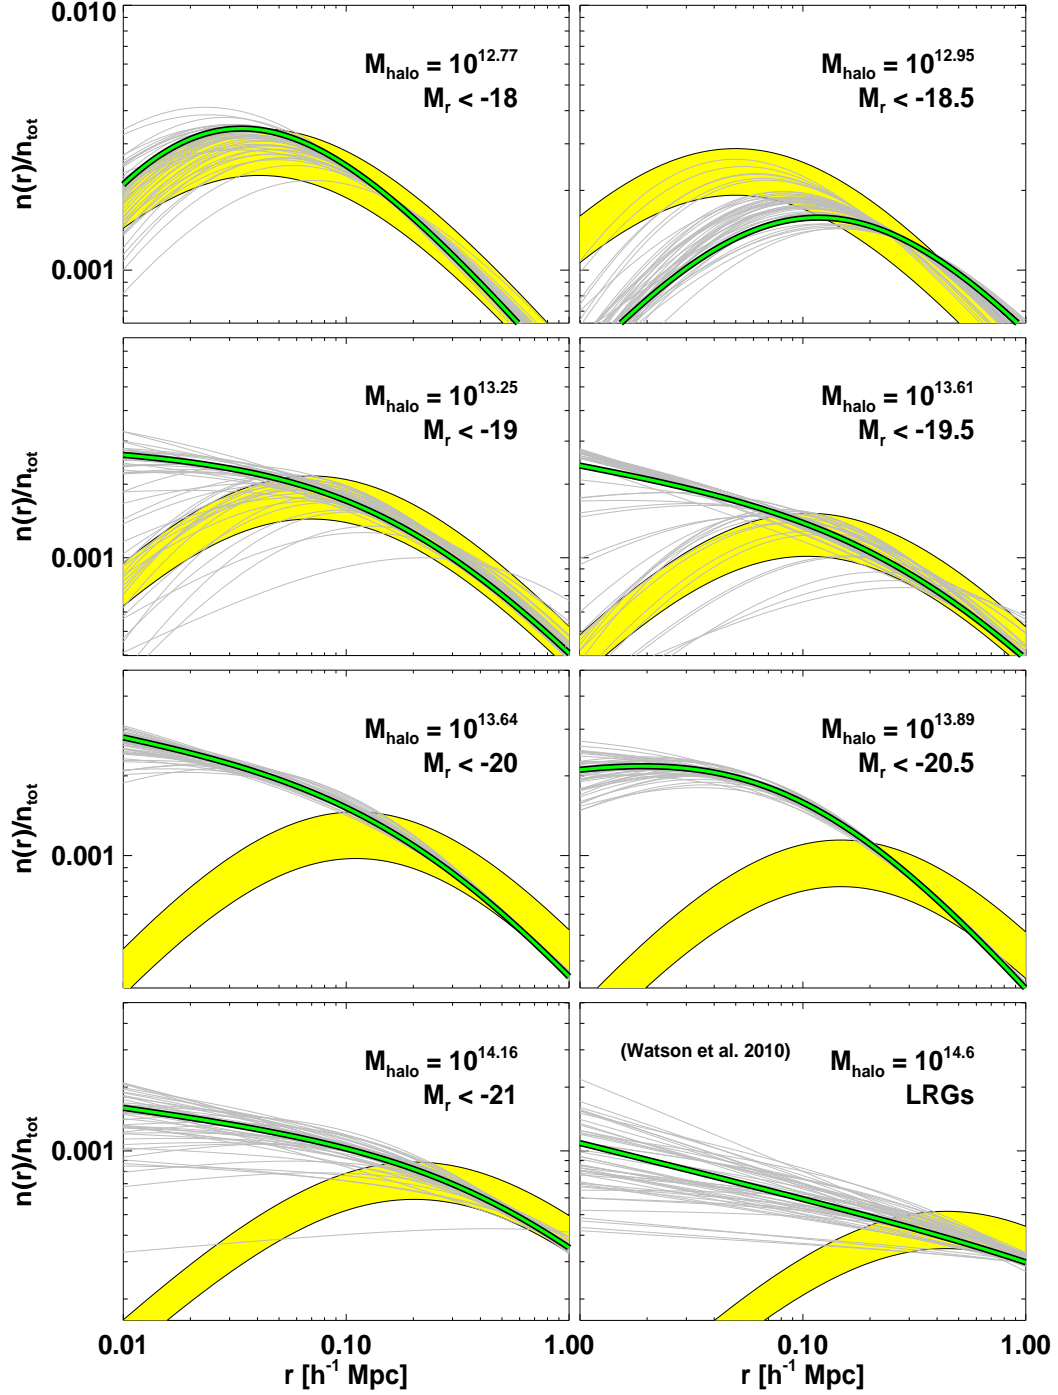 0.010
M_halo = 10^12.77
M_r < -18
n(r)/n_tot
0.001
M_halo = 10^12.95
M_r < -18.5
M_halo = 10^13.25
M_r < -19
n(r)/n_tot
0.001
M_halo = 10^13.61
M_r < -19.5
M_halo = 10^13.64
M_r < -20
n(r)/n_tot
0.001
M_halo = 10^13.89
M_r < -20.5
M_halo = 10^14.16
M_r < -21
n(r)/n_tot
0.001
(Watson et al. 2010)
M_halo = 10^14.6
LRGs
0.01 0.10 1.00 0.10 1.00
r [h^-1 Mpc] r [h^-1 Mpc]